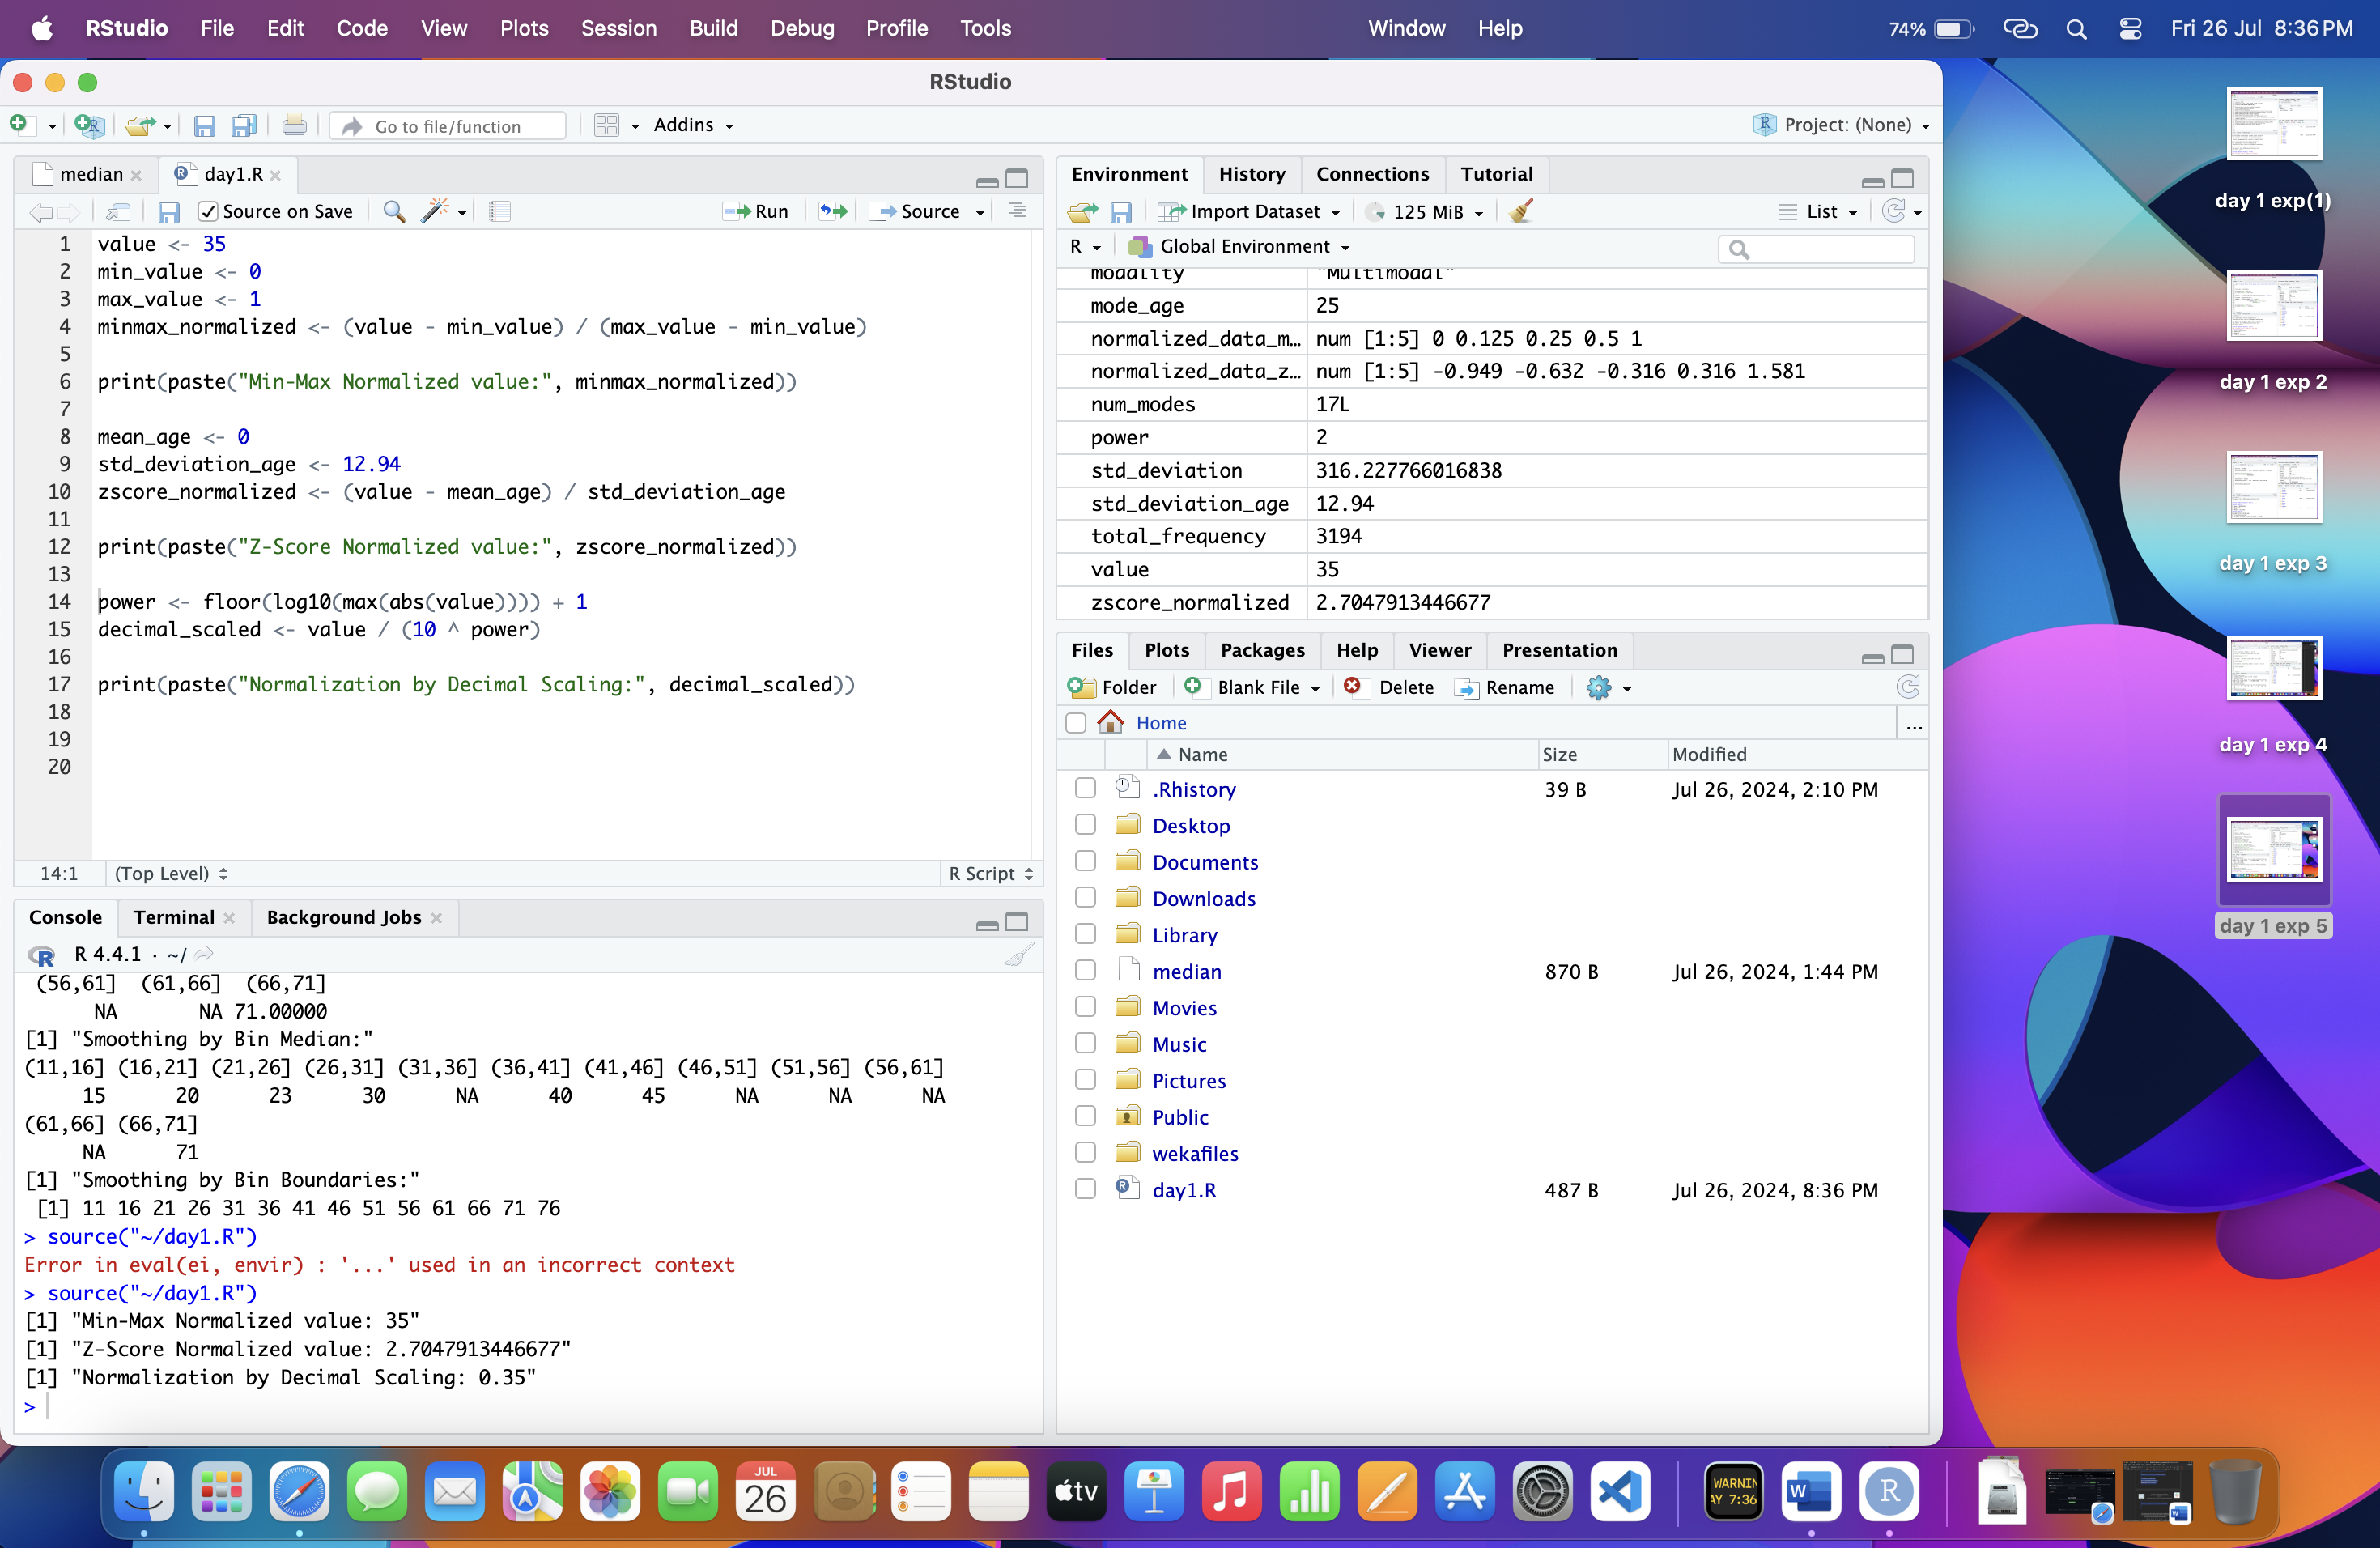 RStudio File Edit Code View Plots Session Build Debug Profile Tools Window Help 74% Fri 26 Jul 8:36 PM
RStudio
Go to file/function Addins Project: (None)
median day1.R
Source on Save Run Source
1 value <- 35
2 min_value <- 0
3 max_value <- 1
4 minmax_normalized <- (value - min_value) / (max_value - min_value)
5
6 print(paste("Min-Max Normalized value:", minmax_normalized))
7
8 mean_age <- 0
9 std_deviation_age <- 12.94
10 zscore_normalized <- (value - mean_age) / std_deviation_age
11
12 print(paste("Z-Score Normalized value:", zscore_normalized))
13
14 power <- floor(log10(max(abs(value)))) + 1
15 decimal_scaled <- value / (10 ^ power)
16
17 print(paste("Normalization by Decimal Scaling:", decimal_scaled))
18
19
20
14:1 (Top Level) R Script
Console Terminal Background Jobs
R 4.4.1 · ~/
(56,61] (61,66] (66,71]
NA NA 71.00000
[1] "Smoothing by Bin Median:"
(11,16] (16,21] (21,26] (26,31] (31,36] (36,41] (41,46] (46,51] (51,56] (56,61]
15 20 23 30 NA 40 45 NA NA NA
(61,66] (66,71]
NA 71
[1] "Smoothing by Bin Boundaries:"
[1] 11 16 21 26 31 36 41 46 51 56 61 66 71 76
> source("~/day1.R")
Error in eval(ei, envir) : '...' used in an incorrect context
> source("~/day1.R")
[1] "Min-Max Normalized value: 35"
[1] "Z-Score Normalized value: 2.7047913446677"
[1] "Normalization by Decimal Scaling: 0.35"
>
Environment History Connections Tutorial
Import Dataset 125 MiB List
R Global Environment
modality "Multimodal"
mode_age 25
normalized_data_m… num [1:5] 0 0.125 0.25 0.5 1
normalized_data_z… num [1:5] -0.949 -0.632 -0.316 0.316 1.581
num_modes 17L
power 2
std_deviation 316.227766016838
std_deviation_age 12.94
total_frequency 3194
value 35
zscore_normalized 2.7047913446677
Files Plots Packages Help Viewer Presentation
Folder Blank File Delete Rename
Home ...
Name Size Modified
.Rhistory 39 B Jul 26, 2024, 2:10 PM
Desktop
Documents
Downloads
Library
median 870 B Jul 26, 2024, 1:44 PM
Movies
Music
Pictures
Public
wekafiles
day1.R 487 B Jul 26, 2024, 8:36 PM
day 1 exp(1)
day 1 exp 2
day 1 exp 3
day 1 exp 4
day 1 exp 5
JUL
26
tv
WARNIN
AY 7:36
W
R